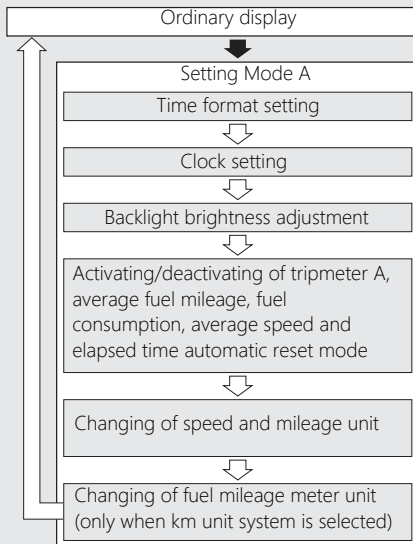 Ordinary display
Setting Mode A
Time format setting
Clock setting
Backlight brightness adjustment
Activating/deactivating of tripmeter A,
average fuel mileage, fuel
consumption, average speed and
elapsed time automatic reset mode
Changing of speed and mileage unit
Changing of fuel mileage meter unit
(only when km unit system is selected)